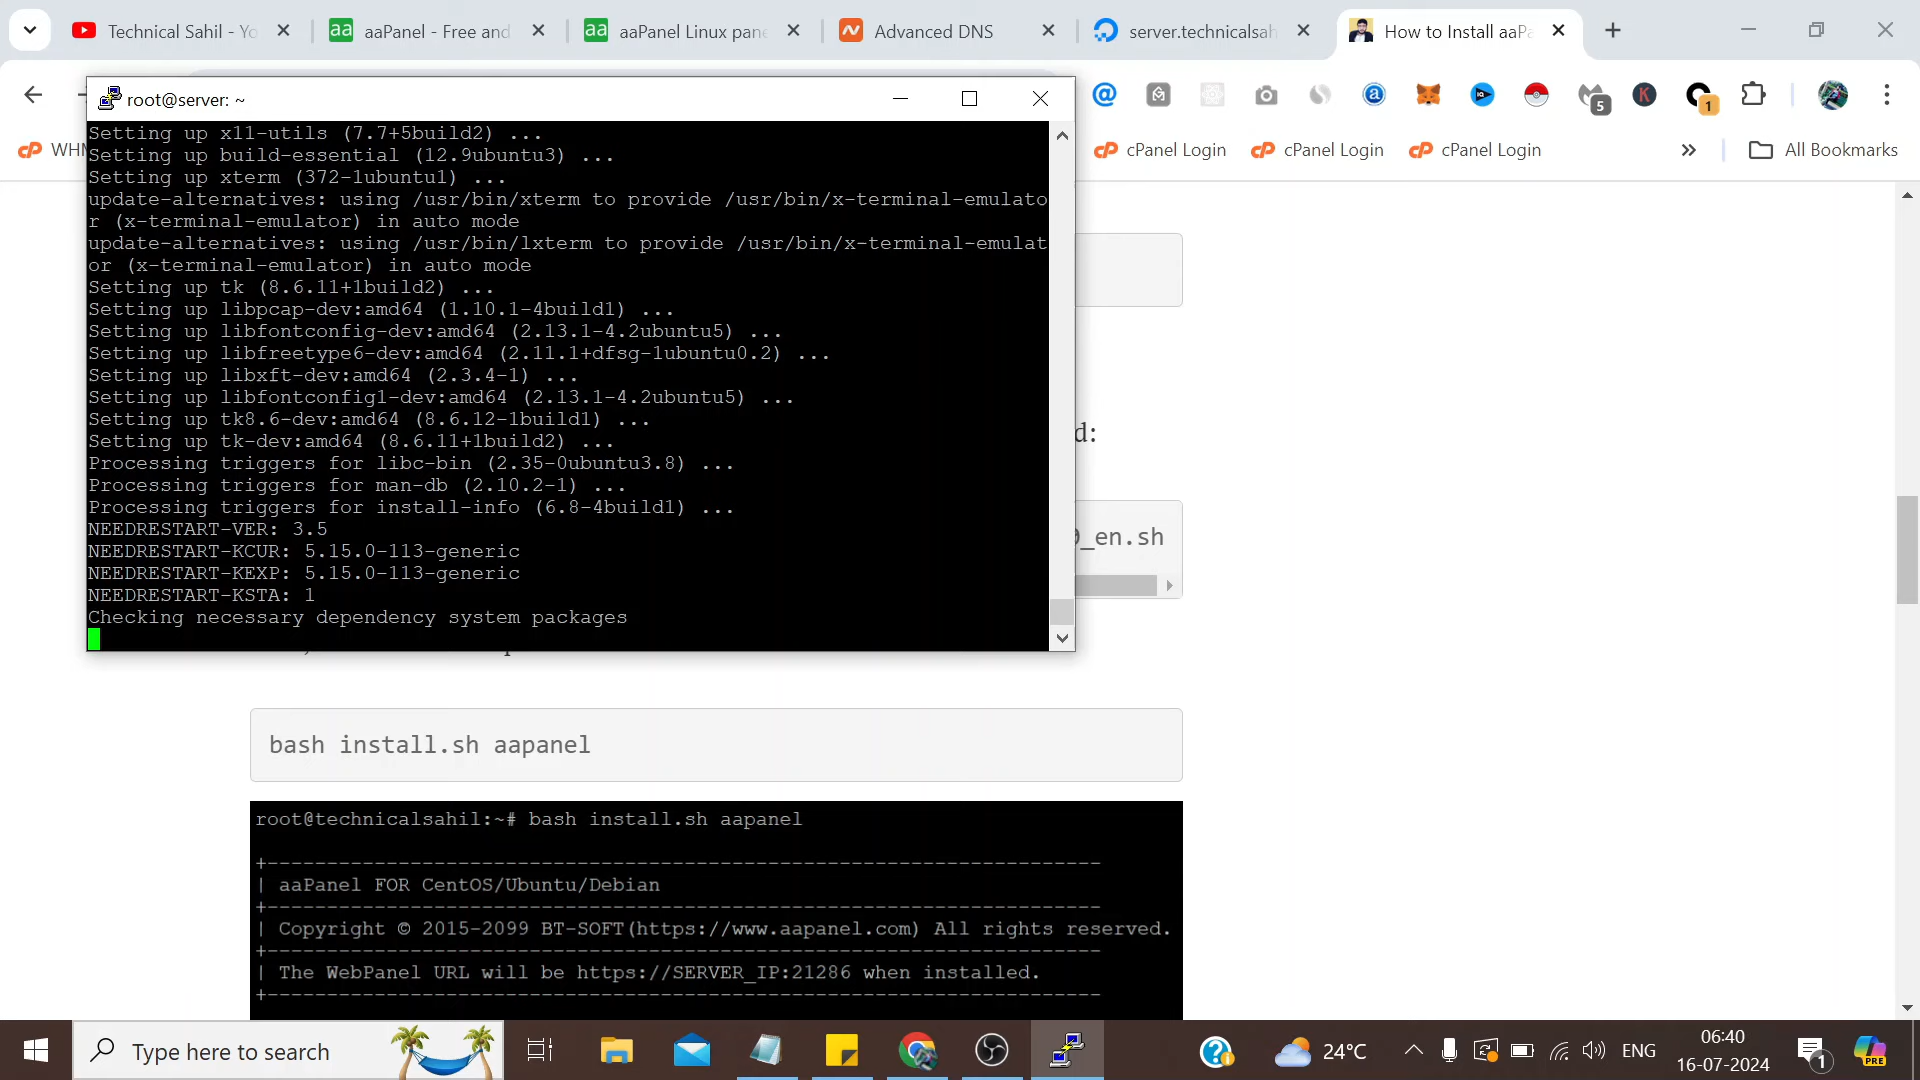 Technical Sahil - Yo
aaPanel - Free and
aaPanel Linux pane
Advanced DNS
server.technicalsah
How to Install aaPa
root@server: ~
5
1
WHM
cPanel Login
cPanel Login
cPanel Login
All Bookmarks
Setting up x11-utils (7.7+5build2) ...
Setting up build-essential (12.9ubuntu3) ...
Setting up xterm (372-1ubuntu1) ...
update-alternatives: using /usr/bin/xterm to provide /usr/bin/x-terminal-emulato
r (x-terminal-emulator) in auto mode
update-alternatives: using /usr/bin/lxterm to provide /usr/bin/x-terminal-emulat
or (x-terminal-emulator) in auto mode
Setting up tk (8.6.11+1build2) ...
Setting up libpcap-dev:amd64 (1.10.1-4build1) ...
Setting up libfontconfig-dev:amd64 (2.13.1-4.2ubuntu5) ...
Setting up libfreetype6-dev:amd64 (2.11.1+dfsg-1ubuntu0.2) ...
Setting up libxft-dev:amd64 (2.3.4-1) ...
Setting up libfontconfig1-dev:amd64 (2.13.1-4.2ubuntu5) ...
Setting up tk8.6-dev:amd64 (8.6.12-1build1) ...
Setting up tk-dev:amd64 (8.6.11+1build2) ...
Processing triggers for libc-bin (2.35-0ubuntu3.8) ...
Processing triggers for man-db (2.10.2-1) ...
Processing triggers for install-info (6.8-4build1) ...
NEEDRESTART-VER: 3.5
NEEDRESTART-KCUR: 5.15.0-113-generic
NEEDRESTART-KEXP: 5.15.0-113-generic
NEEDRESTART-KSTA: 1
Checking necessary dependency system packages
d:
_en.sh
bash install.sh aapanel
root@technicalsahil:~# bash install.sh aapanel
+----------------------------------------------------------------------
| aaPanel FOR CentOS/Ubuntu/Debian
+----------------------------------------------------------------------
| Copyright © 2015-2099 BT-SOFT(https://www.aapanel.com) All rights reserved.
+----------------------------------------------------------------------
| The WebPanel URL will be https://SERVER_IP:21286 when installed.
+----------------------------------------------------------------------
Type here to search
24°C
ENG
06:40
16-07-2024
1
PRE